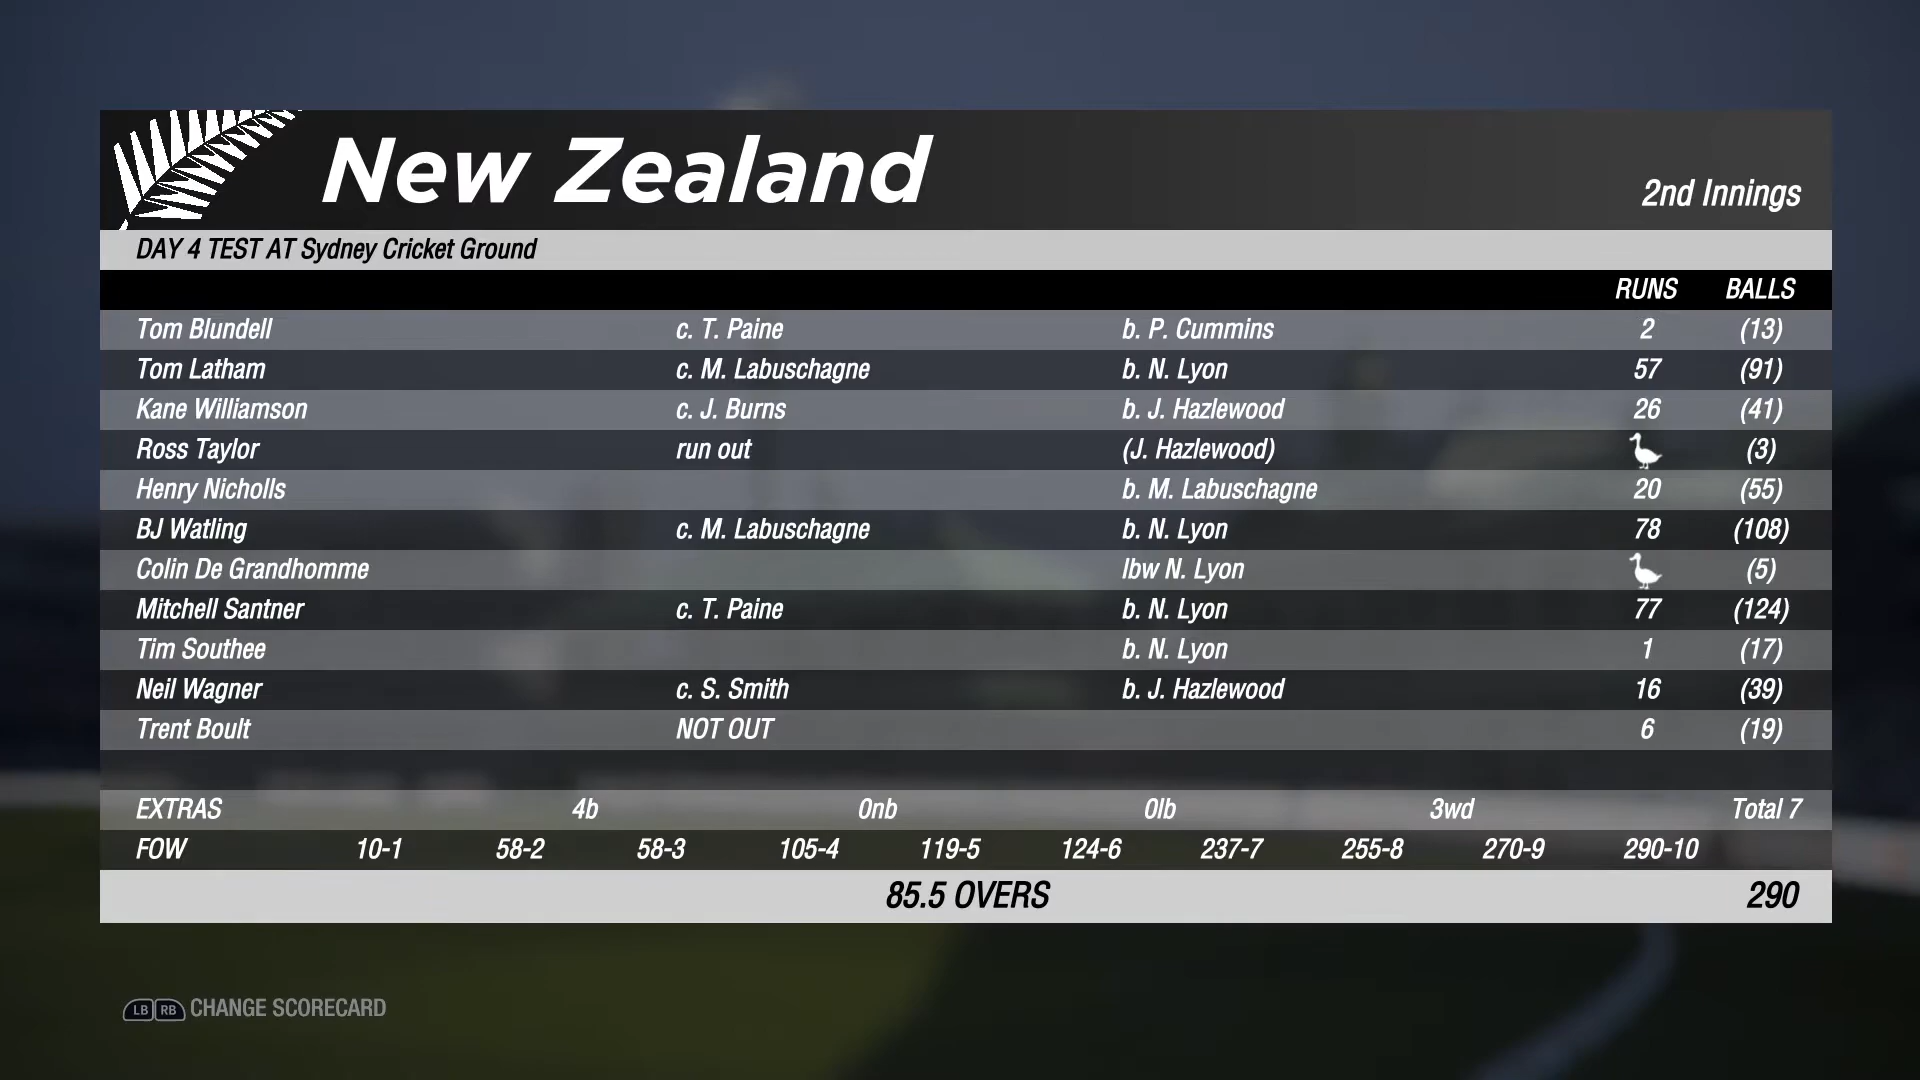 New Zealand
2nd Innings
DAY 4 TEST AT Sydney Cricket Ground
RUNS BALLS
Tom Blundell c. T. Paine b. P. Cummins 2 (13)
Tom Latham c. M. Labuschagne b. N. Lyon 57 (91)
Kane Williamson c. J. Burns b. J. Hazlewood 26 (41)
Ross Taylor run out (J. Hazlewood) (3)
Henry Nicholls b. M. Labuschagne 20 (55)
BJ Watling c. M. Labuschagne b. N. Lyon 78 (108)
Colin De Grandhomme lbw N. Lyon (5)
Mitchell Santner c. T. Paine b. N. Lyon 77 (124)
Tim Southee b. N. Lyon 1 (17)
Neil Wagner c. S. Smith b. J. Hazlewood 16 (39)
Trent Boult NOT OUT 6 (19)
EXTRAS 4b 0nb 0lb 3wd Total 7
FOW 10-1 58-2 58-3 105-4 119-5 124-6 237-7 255-8 270-9 290-10
85.5 OVERS 290
LB RB CHANGE SCORECARD